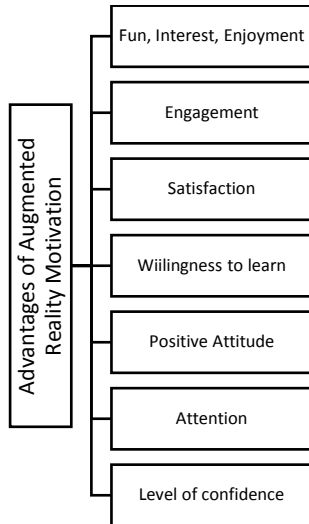 Advantages of Augmented
Reality Motivation
Fun, Interest, Enjoyment
Engagement
Satisfaction
Wiilingness to learn
Positive Attitude
Attention
Level of confidence